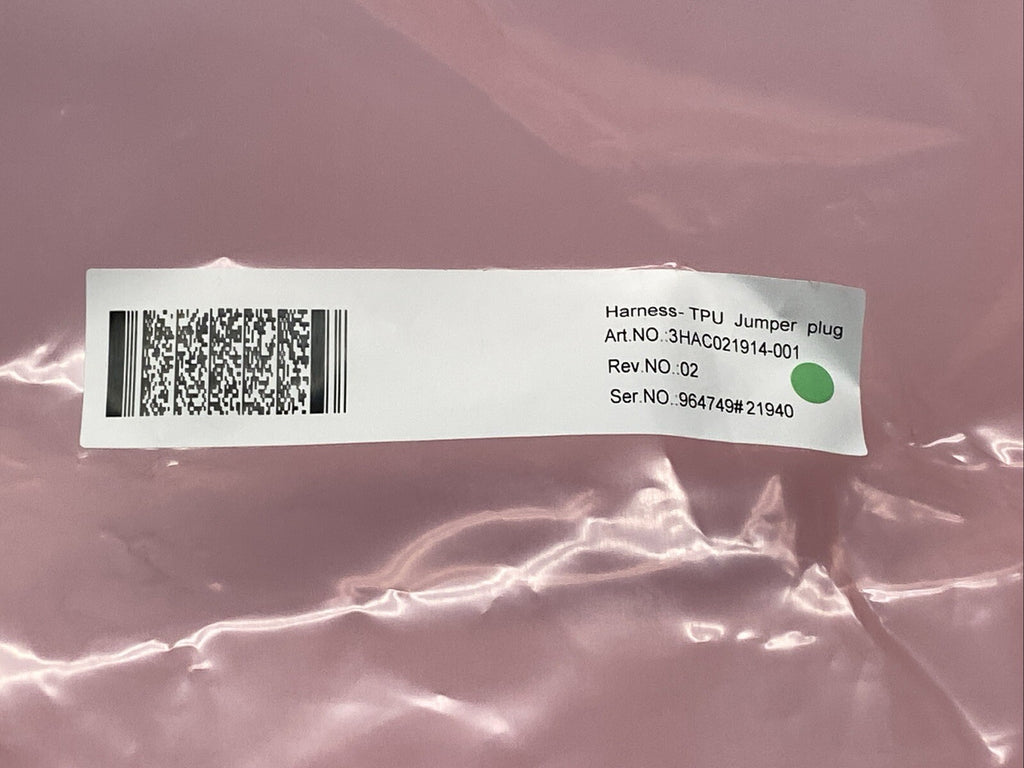 Harness- TPU Jumper plug
Art.NO.:3HAC021914-001
Rev.NO.:02
Ser.NO.:964749#21940